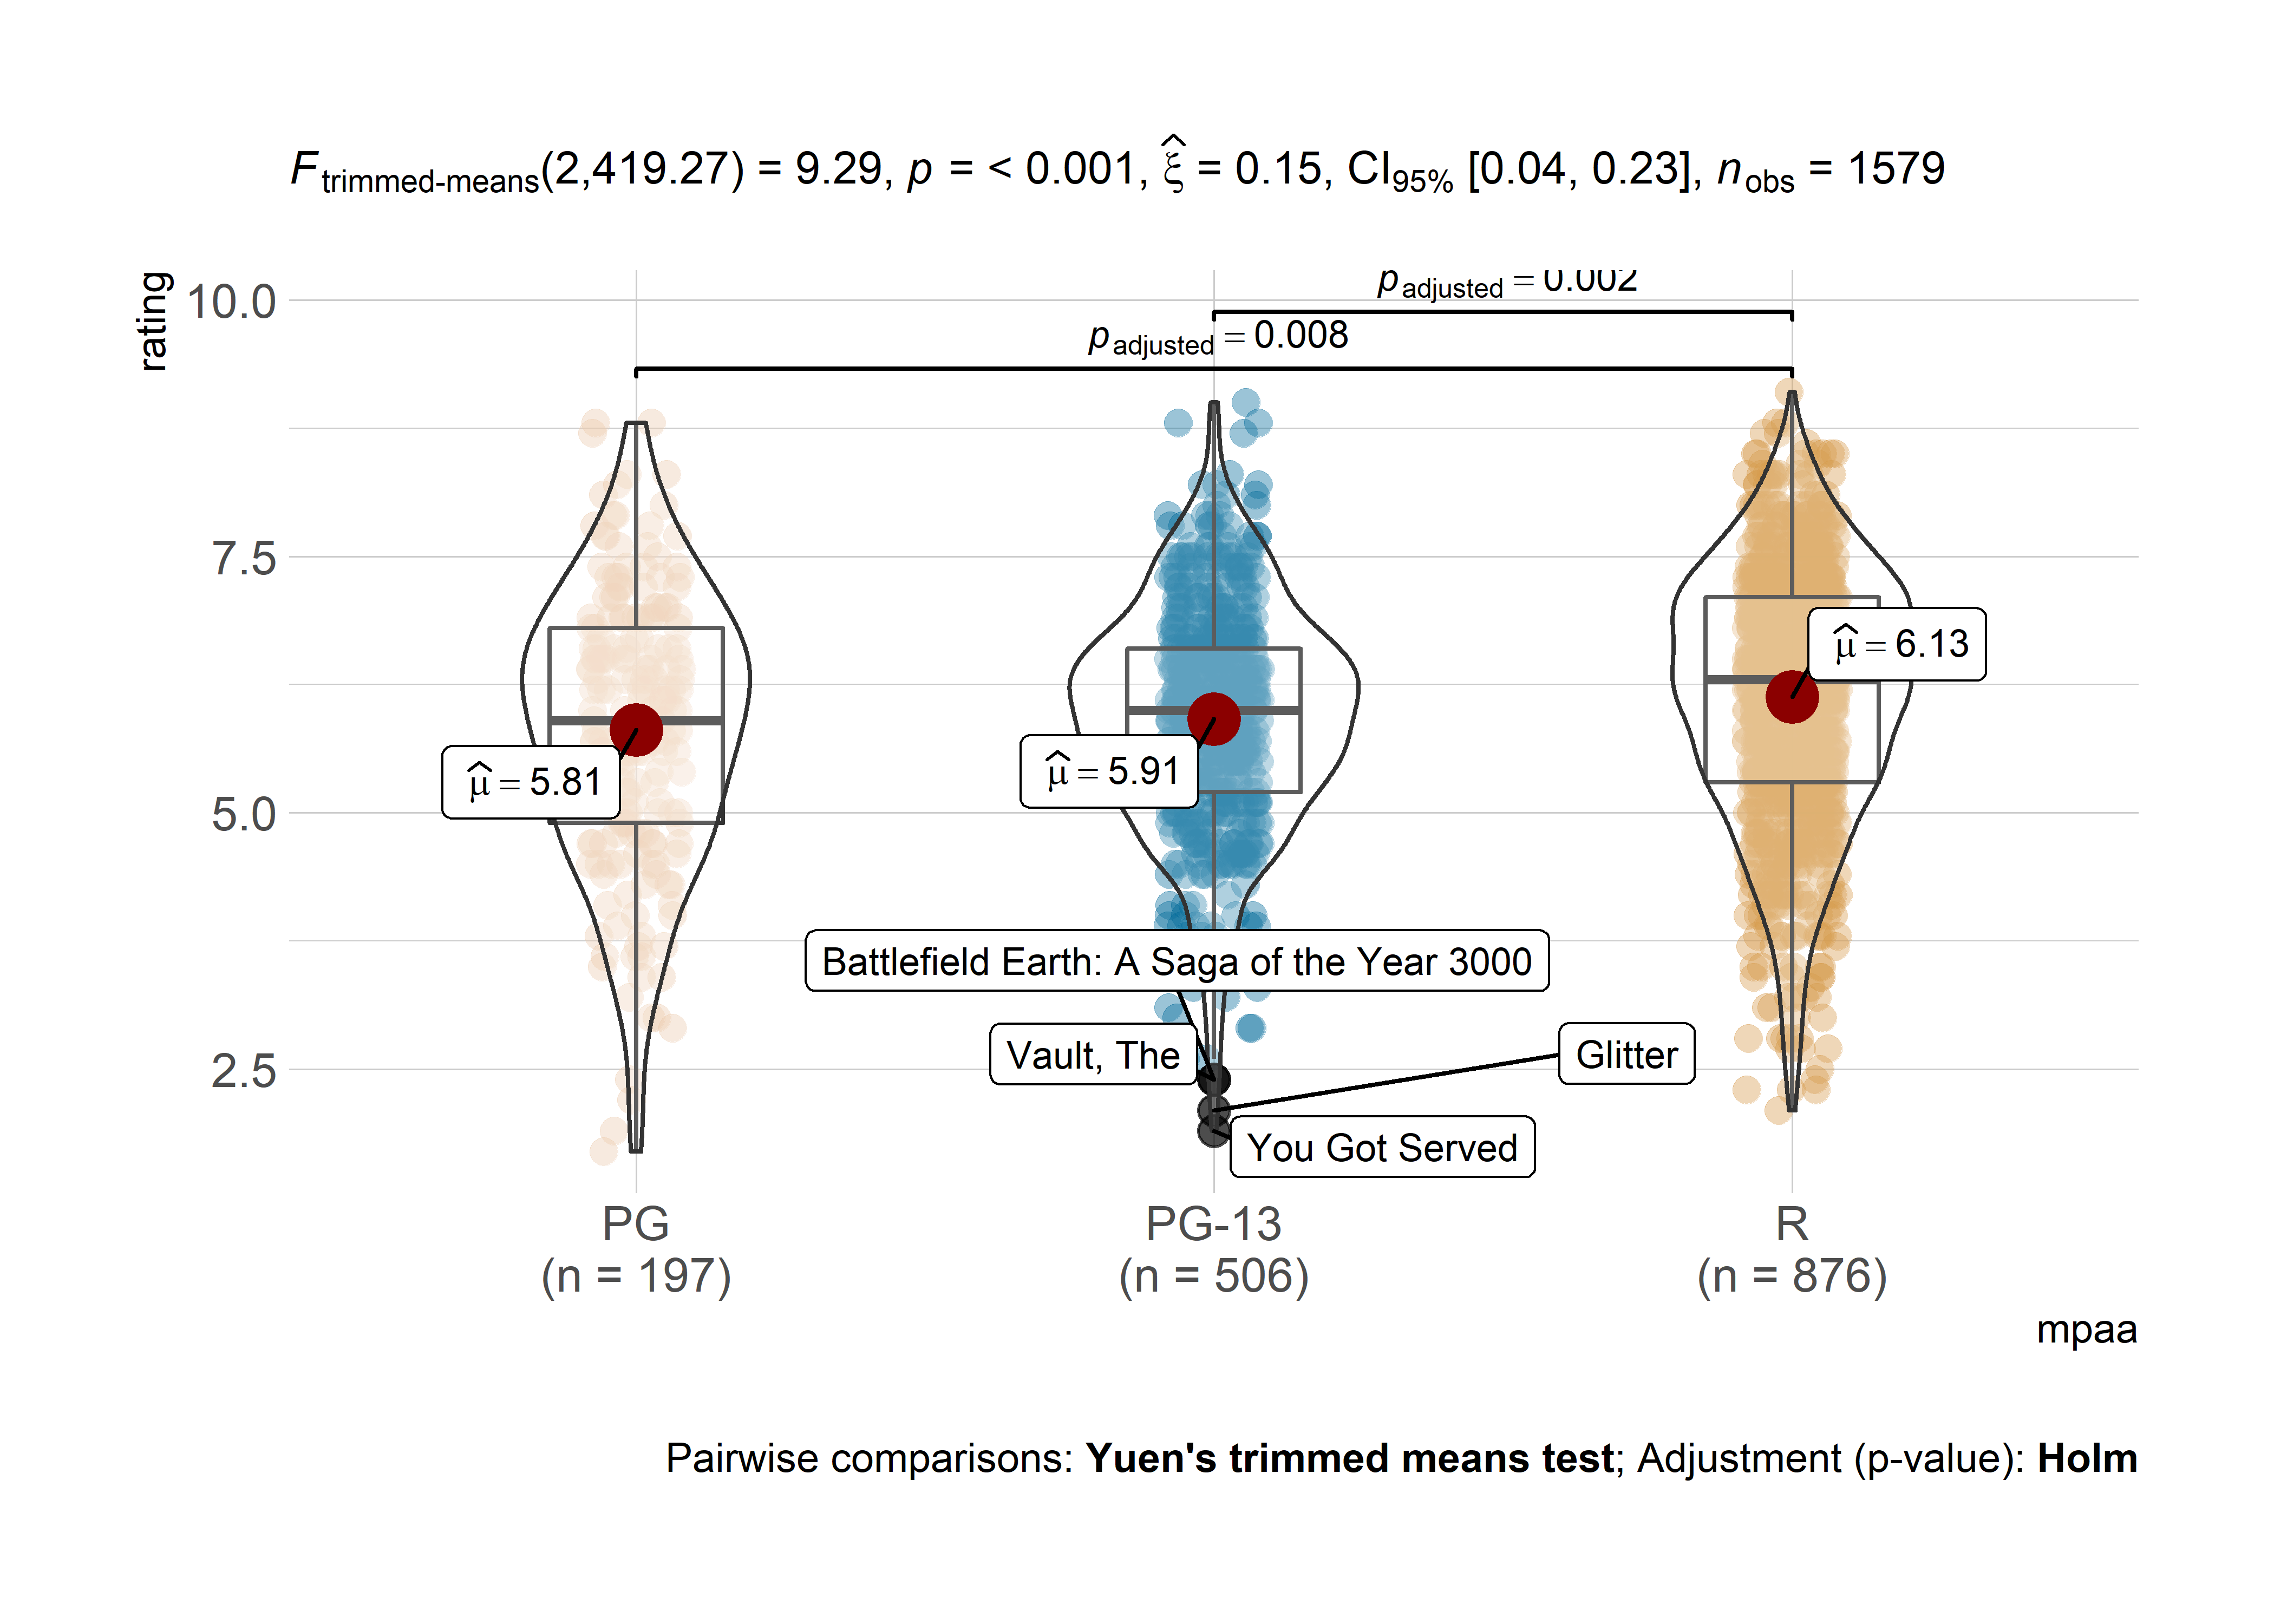 F trimmed-means(2,419.27) = 9.29, p = < 0.001, ξ̂ = 0.15, CI95% [0.04, 0.23], nobs = 1579
rating
10.0
7.5
5.0
2.5
p adjusted = 0.002
p adjusted = 0.008
μ̂ = 5.81
μ̂ = 5.91
μ̂ = 6.13
Battlefield Earth: A Saga of the Year 3000
Vault, The
Glitter
You Got Served
PG
(n = 197)
PG-13
(n = 506)
R
(n = 876)
mpaa
Pairwise comparisons: Yuen's trimmed means test; Adjustment (p-value): Holm